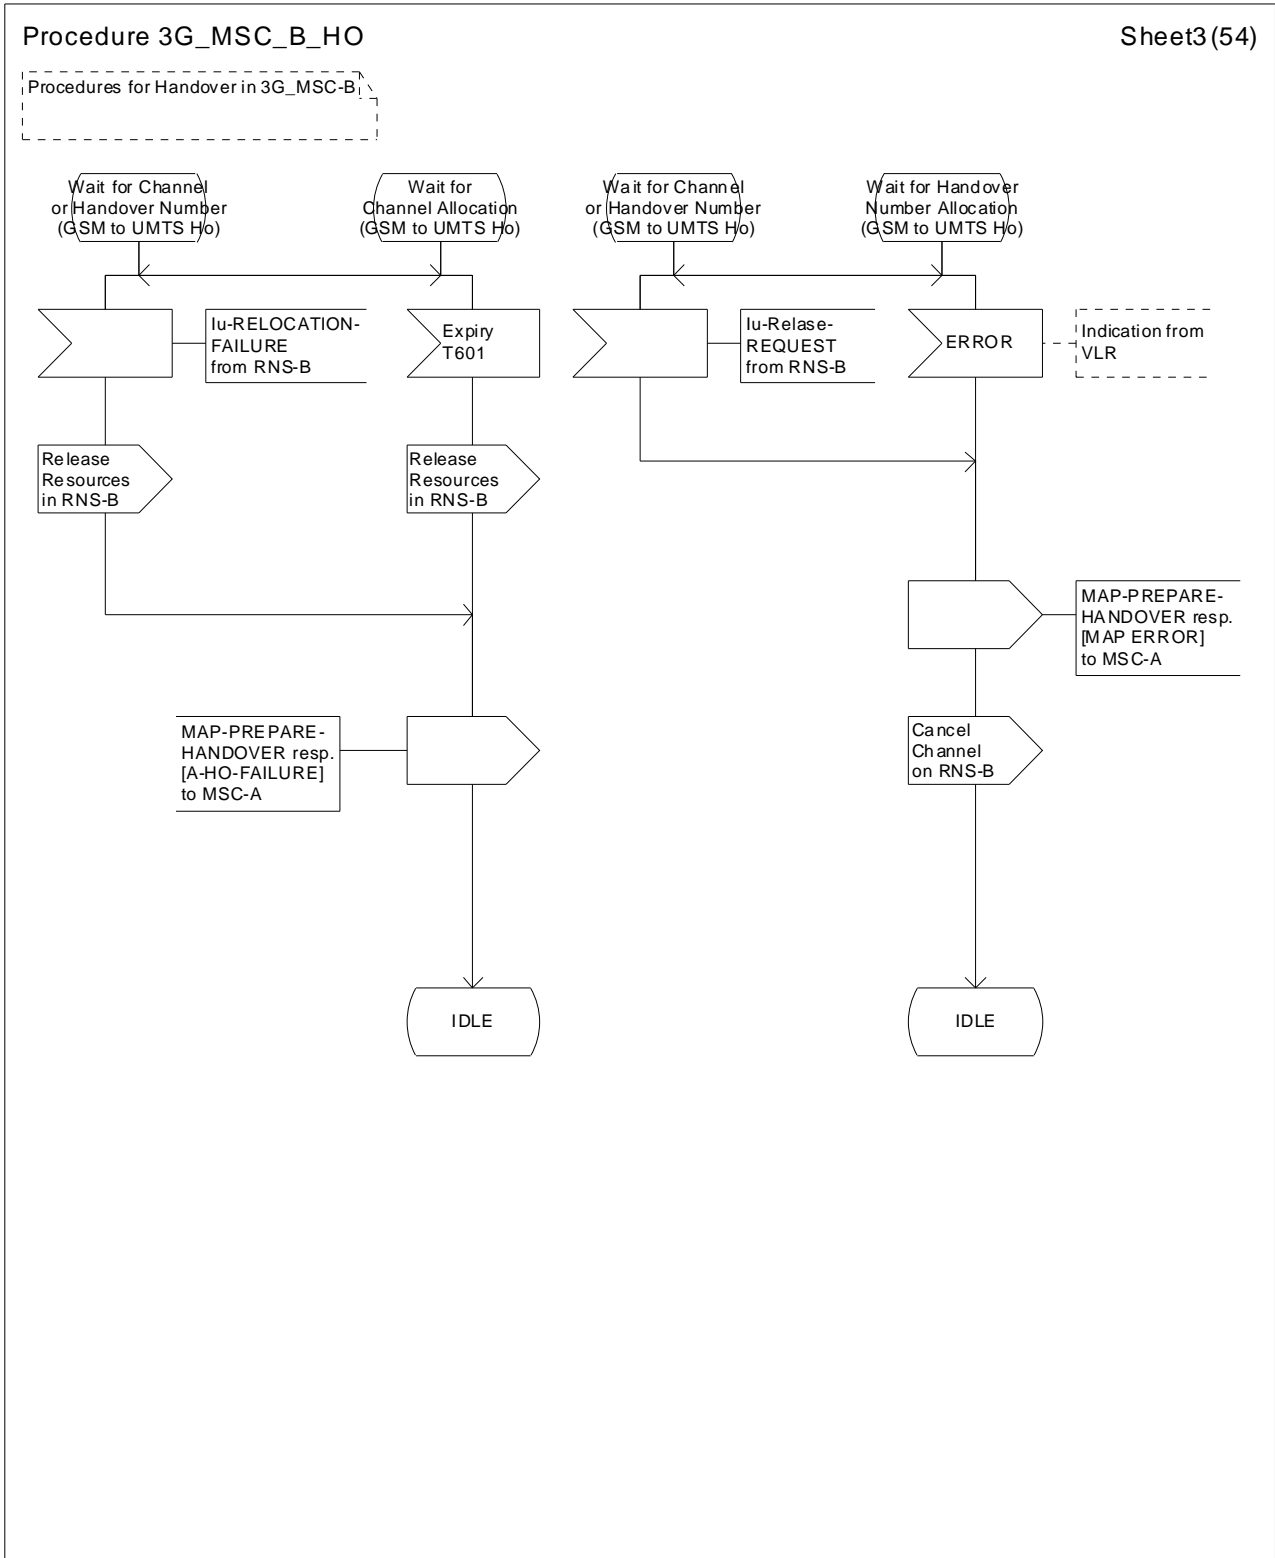 Procedure 3G_MSC_B_HO
Sheet3(54)
Procedures for Handover in 3G_MSC-B
Wait for Channel
or Handover Number
(GSM to UMTS Ho)
Wait for
Channel Allocation
(GSM to UMTS Ho)
Wait for Channel
or Handover Number
(GSM to UMTS Ho)
Wait for Handover
Number Allocation
(GSM to UMTS Ho)
Iu-RELOCATION-
FAILURE
from RNS-B
Expiry
T601
Iu-Relase-
REQUEST
from RNS-B
ERROR
Indication from
VLR
Release
Resources
in RNS-B
Release
Resources
in RNS-B
MAP-PREPARE-
HANDOVER resp.
[MAP ERROR]
to MSC-A
MAP-PREPARE-
HANDOVER resp.
[A-HO-FAILURE]
to MSC-A
Cancel
Channel
on RNS-B
IDLE
IDLE